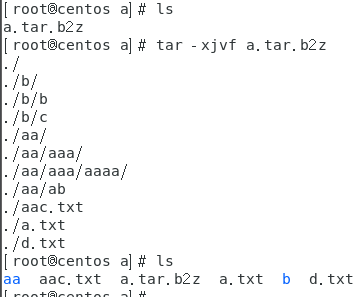 [root@centos a]# ls
a.tar.b2z
[root@centos a]# tar -xjvf a.tar.b2z
./
./b/
./b/b
./b/c
./aa/
./aa/aaa/
./aa/aaa/aaaa/
./aa/ab
./aac.txt
./a.txt
./d.txt
[root@centos a]# ls
aa  aac.txt  a.tar.b2z  a.txt  b  d.txt
[root@centos a]#